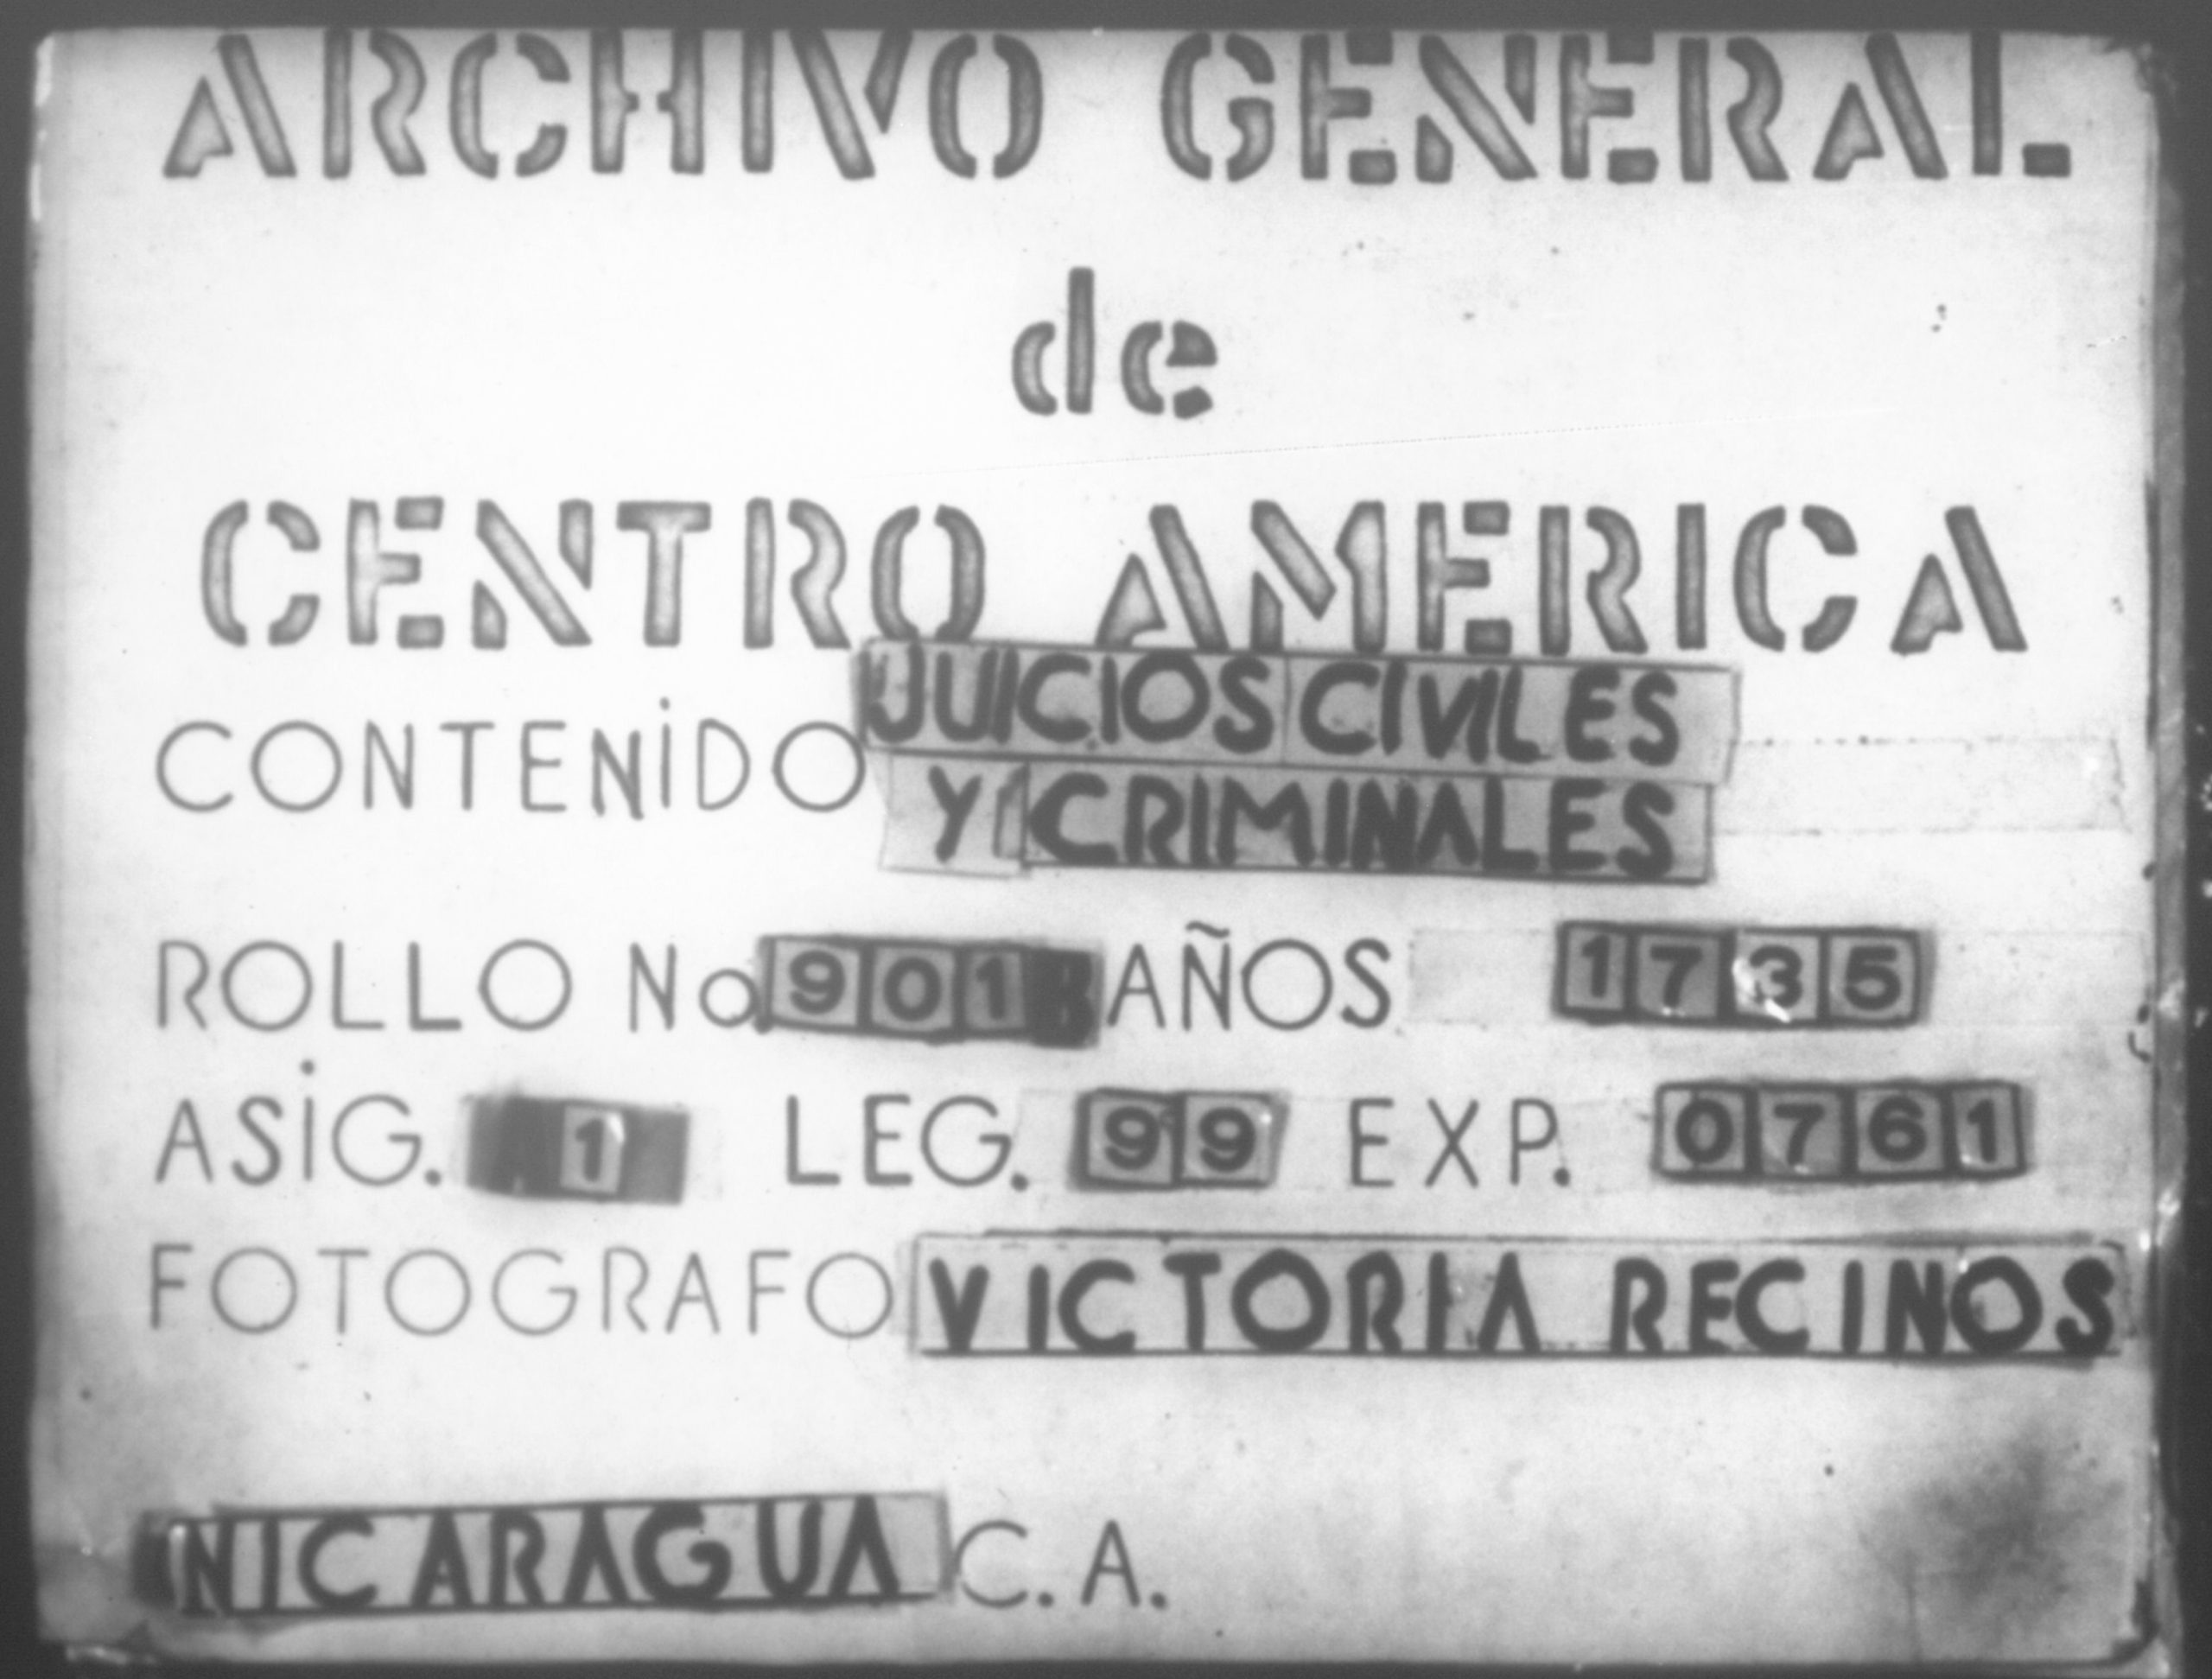 ARCHIVO GENERAL
de
CENTRO AMERICA
CONTENIDO JUICIOS CIVILES
Y CRIMINALES
ROLLO No 901 AÑOS 1735
ASIG. 1 LEG. 99 EXP. 0761
FOTOGRAFO VICTORIA RECINOS
NICARAGUA C.A.